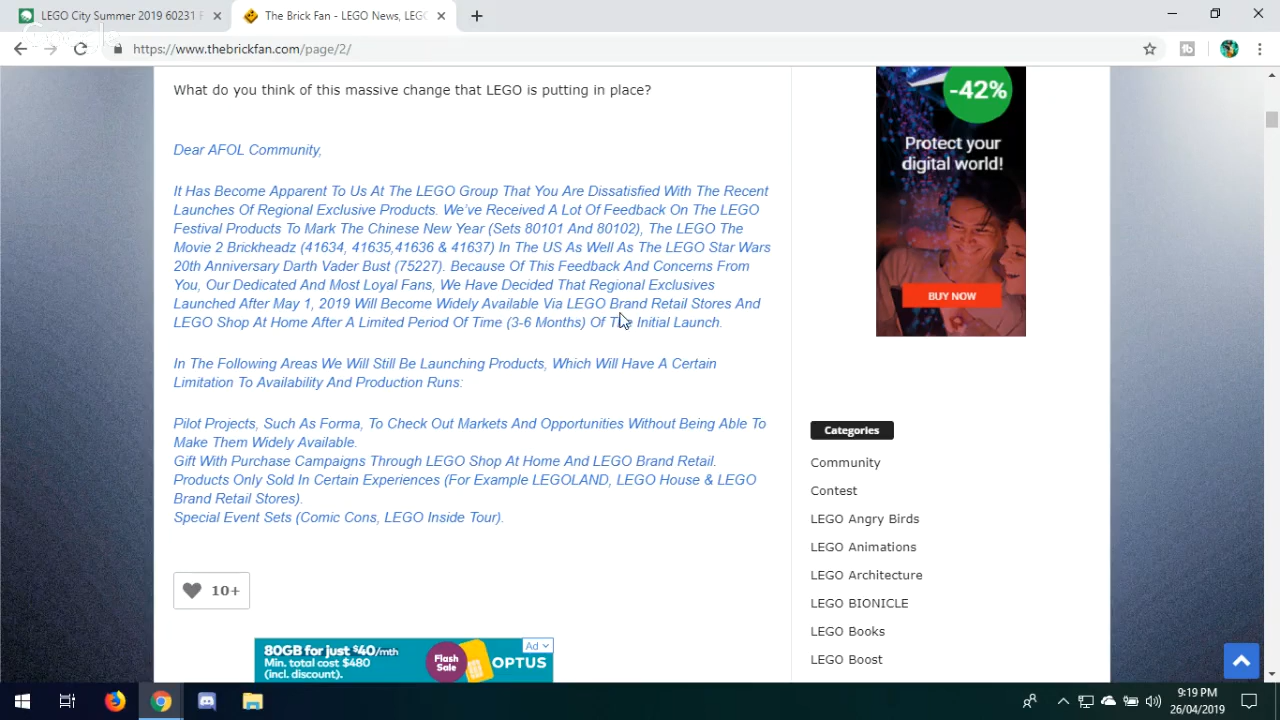 LEGO City Summer 2019 60231 F
The Brick Fan - LEGO News, LEGO
https://www.thebrickfan.com/page/2/
What do you think of this massive change that LEGO is putting in place?
Dear AFOL Community,
It Has Become Apparent To Us At The LEGO Group That You Are Dissatisfied With The Recent
Launches Of Regional Exclusive Products. We've Received A Lot Of Feedback On The LEGO
Festival Products To Mark The Chinese New Year (Sets 80101 And 80102), The LEGO The
Movie 2 Brickheadz (41634, 41635,41636 & 41637) In The US As Well As The LEGO Star Wars
20th Anniversary Darth Vader Bust (75227). Because Of This Feedback And Concerns From
You, Our Dedicated And Most Loyal Fans, We Have Decided That Regional Exclusives
Launched After May 1, 2019 Will Become Widely Available Via LEGO Brand Retail Stores And
LEGO Shop At Home After A Limited Period Of Time (3-6 Months) Of The Initial Launch.
In The Following Areas We Will Still Be Launching Products, Which Will Have A Certain
Limitation To Availability And Production Runs:
Pilot Projects, Such As Forma, To Check Out Markets And Opportunities Without Being Able To
Make Them Widely Available.
Gift With Purchase Campaigns Through LEGO Shop At Home And LEGO Brand Retail.
Products Only Sold In Certain Experiences (For Example LEGOLAND, LEGO House & LEGO
Brand Retail Stores).
Special Event Sets (Comic Cons, LEGO Inside Tour).
10+
Ad
80GB for just $40/mth
Min. total cost $480
(incl. discount).
Flash
Sale
OPTUS
-42%
Protect your
digital world!
BUY NOW
Categories
Community
Contest
LEGO Angry Birds
LEGO Animations
LEGO Architecture
LEGO BIONICLE
LEGO Books
LEGO Boost
9:19 PM
26/04/2019